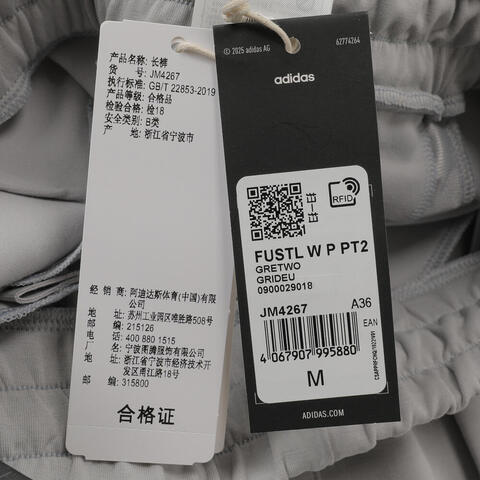 产品名称: 长裤
货 号: JM4267
执行标准: GB/T 22853-2019
产品等级: 合格品
检验合格: 检18
安全类别: B类
产 地: 浙江省宁波市
经 销 商: 阿迪达斯体育(中国)有限公司
地 址: 苏州工业园区唯胜路508号
邮 编: 215126
电 话: 400 880 1515
厂 名: 宁波图腾服饰有限公司
地 址: 浙江省宁波市经济技术开发区甬江路18号
邮 编: 315800
合格证
© 2025 adidas AG
62774264
adidas
RFID
FUSTL W P PT2
GRETWO
GRIDEU
0900029018
JM4267
A36
EAN
4 067907 995880
M
ADIDAS.COM